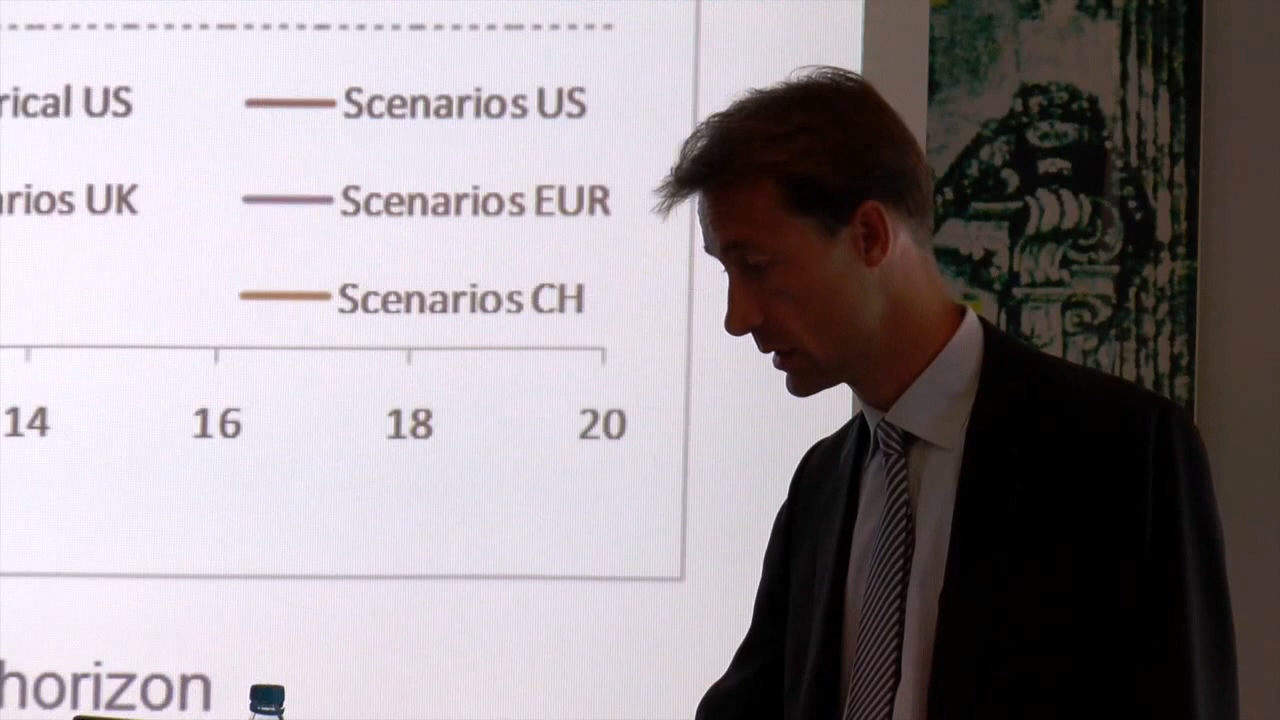 rical US Scenarios US
arios UK Scenarios EUR
Scenarios CH
14 16 18 20
horizon